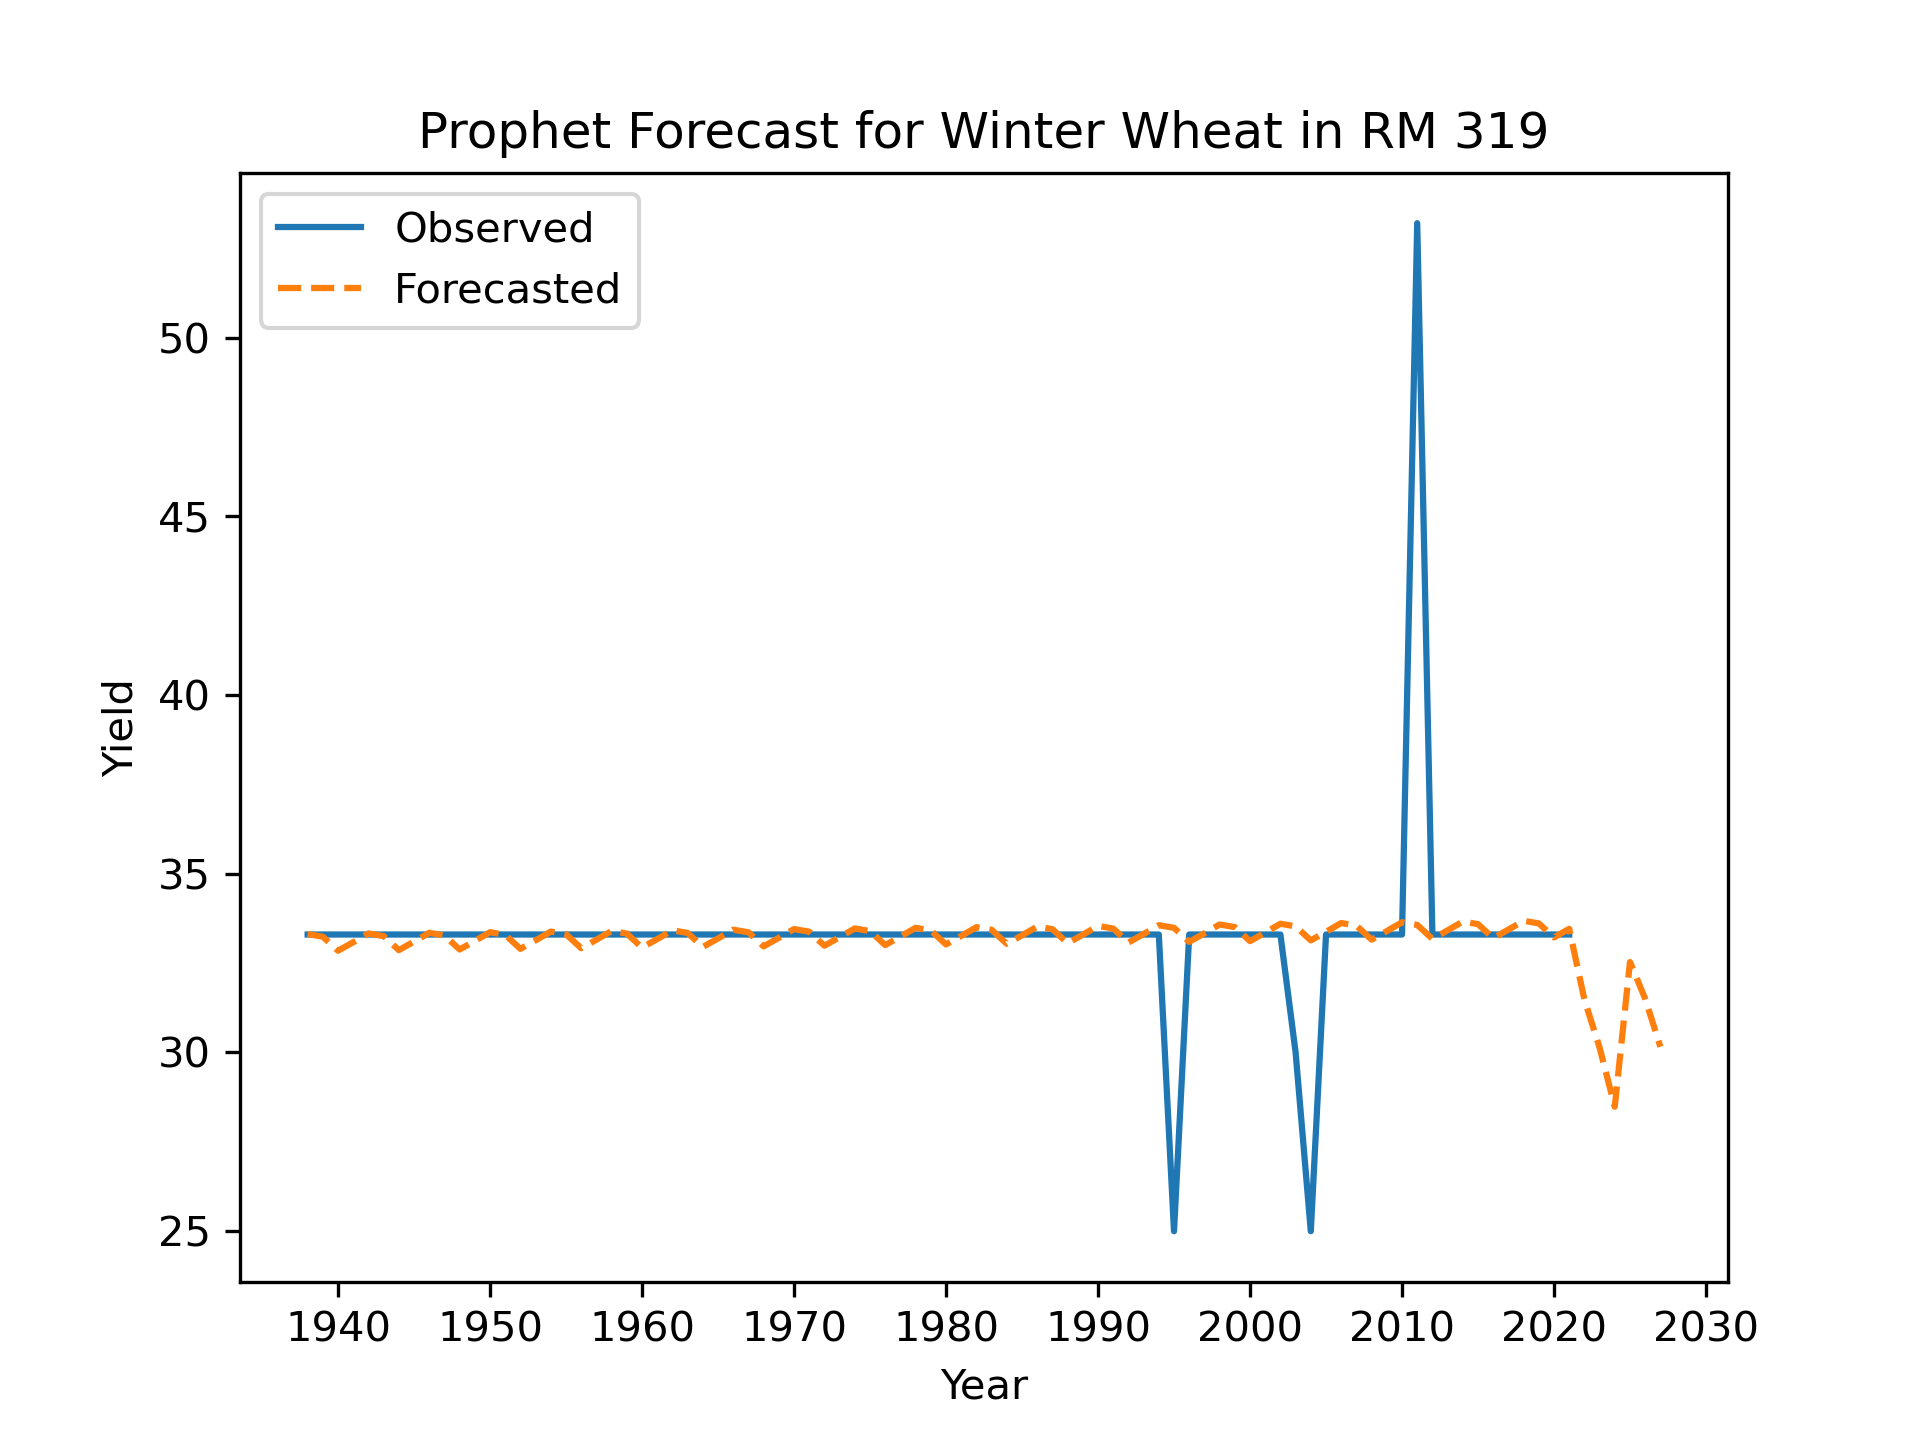 Prophet Forecast for Winter Wheat in RM 319
Observed
Forecasted
50
45
40
35
30
25
Yield
1940 1950 1960 1970 1980 1990 2000 2010 2020 2030
Year